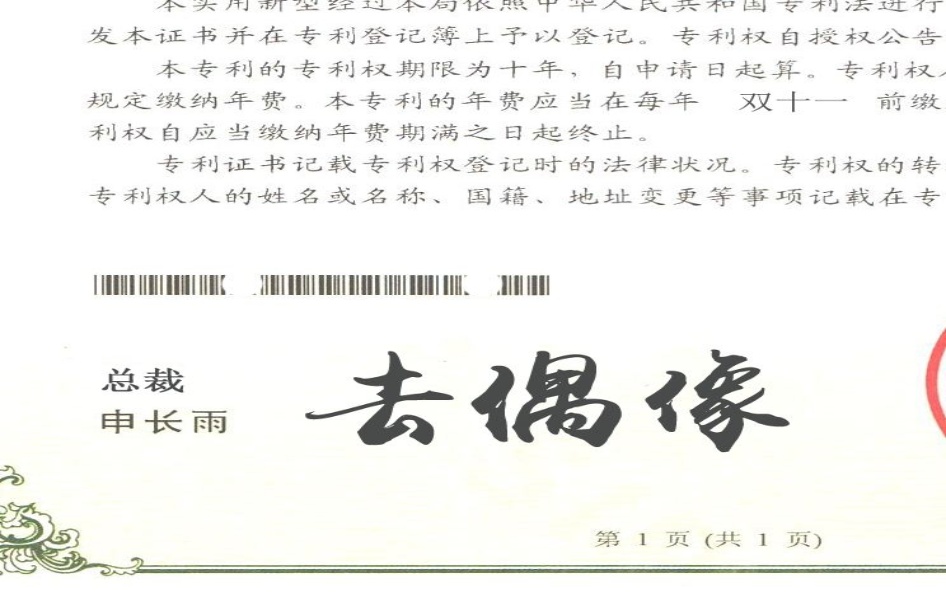 本实用新型经过本局依照中华人民共和国专利法进行
发本证书并在专利登记簿上予以登记。专利权自授权公告
本专利的专利权期限为十年，自申请日起算。专利权人
规定缴纳年费。本专利的年费应当在每年 双十一 前缴
利权自应当缴纳年费期满之日起终止。
专利证书记载专利权登记时的法律状况。专利权的转
专利权人的姓名或名称、国籍、地址变更等事项记载在专
总裁
申长雨
去偶像
第 1 页 (共 1 页)